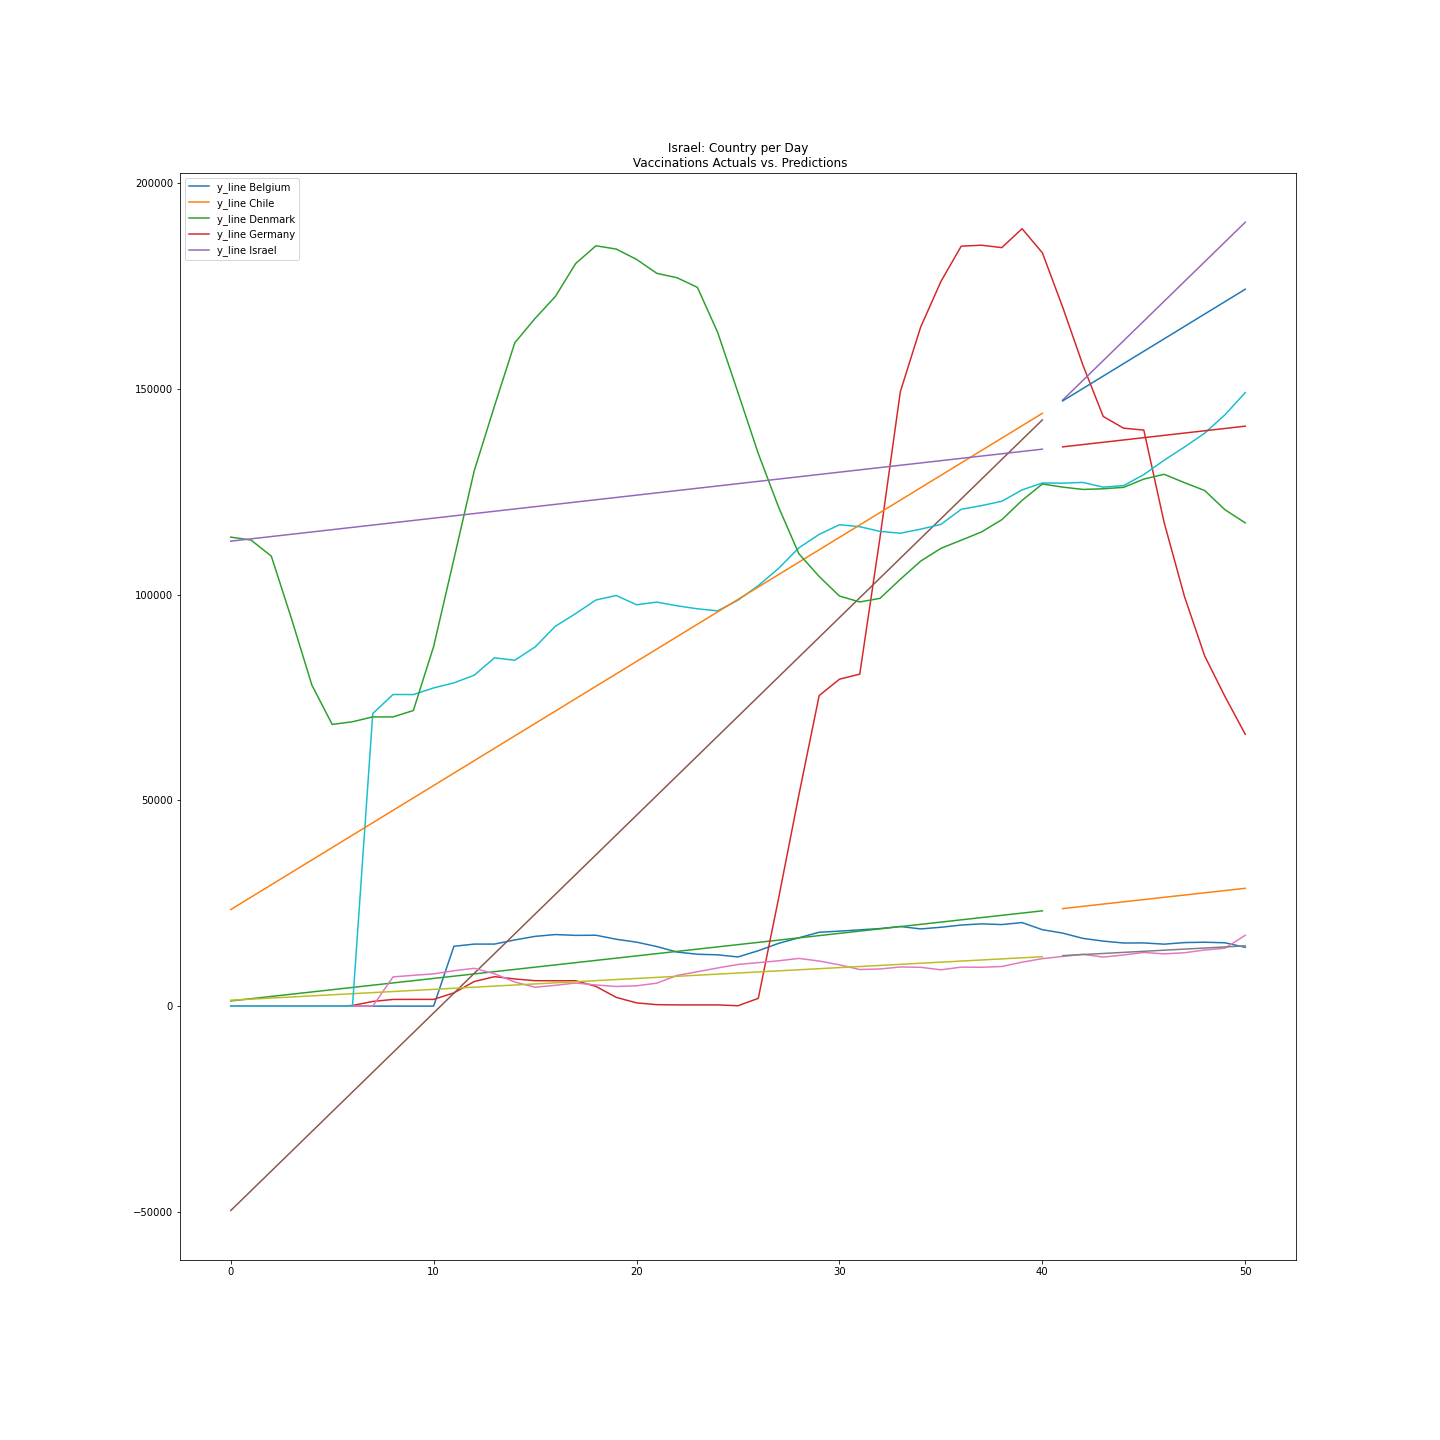 Israel: Country per Day
Vaccinations Actuals vs. Predictions
y_line Belgium
y_line Chile
y_line Denmark
y_line Germany
y_line Israel
200000
150000
100000
50000
0
−50000
0 10 20 30 40 50